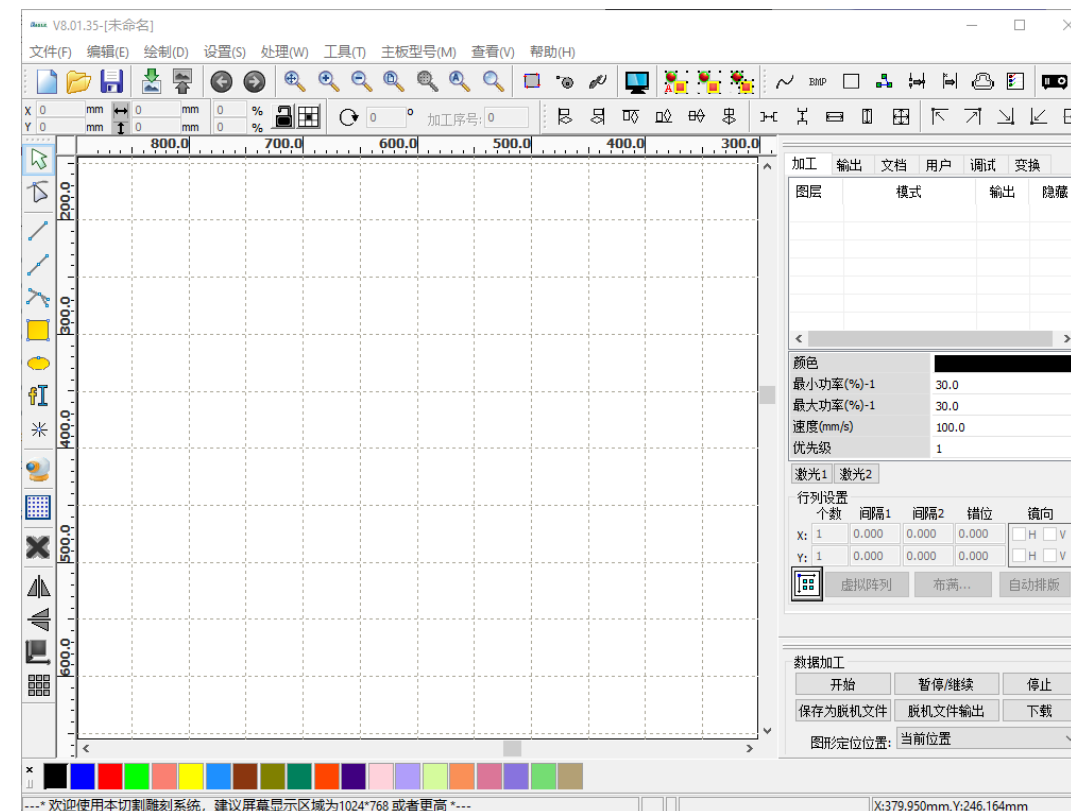 V8.01.35-[未命名]
文件(F) 编辑(E) 绘制(D) 设置(S) 处理(W) 工具(T) 主板型号(M) 查看(V) 帮助(H)
BMP
X 0 mm 0 mm 0 %
Y 0 mm 0 mm 0 %
0 ° 加工序号: 0
800.0 700.0 600.0 500.0 400.0 300.0
200.0
300.0
400.0
500.0
600.0
加工 输出 文档 用户 调试 变换
图层 模式 输出 隐藏
颜色
最小功率(%)-1 30.0
最大功率(%)-1 30.0
速度(mm/s) 100.0
优先级 1
激光1 激光2
行列设置
个数 间隔1 间隔2 错位 镜向
X: 1 0.000 0.000 0.000 H V
Y: 1 0.000 0.000 0.000 H V
虚拟阵列 布满... 自动排版
数据加工
开始 暂停/继续 停止
保存为脱机文件 脱机文件输出 下载
图形定位位置: 当前位置
---* 欢迎使用本切割雕刻系统，建议屏幕显示区域为1024*768 或者更高 *---
X:379.950mm,Y:246.164mm